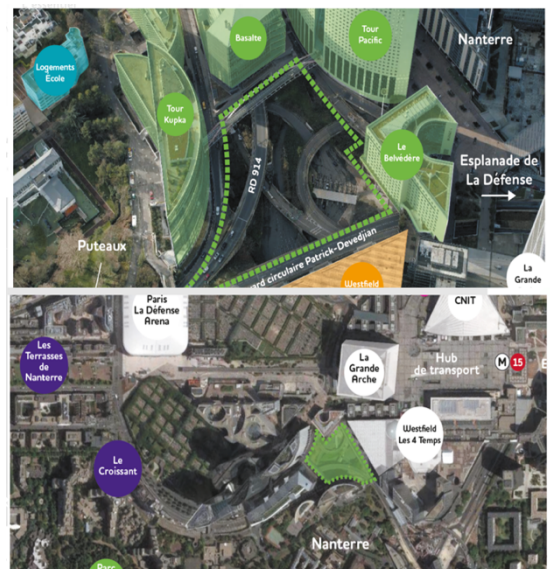 Basalte
Tour
Pacific
Nanterre
Logements
École
Tour
Kupka
Le
Belvédère
Esplanade de
La Défense
RD 914
Puteaux
ard circulaire Patrick-Devedjian
Westfield
La
Grande
Paris
La Défense
Arena
CNIT
Les
Terrasses
de
Nanterre
La
Grande
Arche
Hub
de transport
M 15
E
Westfield
Les 4 Temps
Le
Croissant
Nanterre
Parc